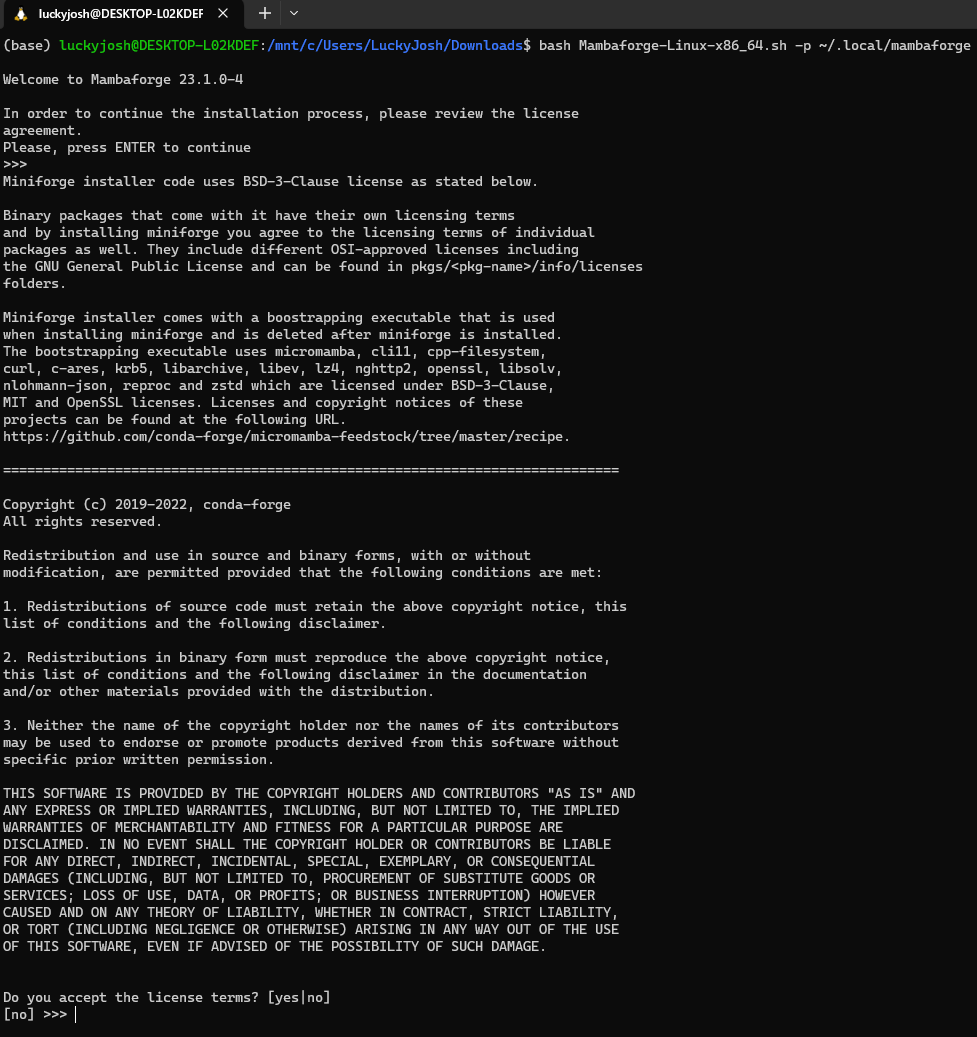 luckyjosh@DESKTOP-L02KDEF
(base) luckyjosh@DESKTOP-L02KDEF:/mnt/c/Users/LuckyJosh/Downloads$ bash Mambaforge-Linux-x86_64.sh -p ~/.local/mambaforge
Welcome to Mambaforge 23.1.0-4
In order to continue the installation process, please review the license
agreement.
Please, press ENTER to continue
>>>
Miniforge installer code uses BSD-3-Clause license as stated below.
Binary packages that come with it have their own licensing terms
and by installing miniforge you agree to the licensing terms of individual
packages as well. They include different OSI-approved licenses including
the GNU General Public License and can be found in pkgs/<pkg-name>/info/licenses
folders.
Miniforge installer comes with a boostrapping executable that is used
when installing miniforge and is deleted after miniforge is installed.
The bootstrapping executable uses micromamba, cli11, cpp-filesystem,
curl, c-ares, krb5, libarchive, libev, lz4, nghttp2, openssl, libsolv,
nlohmann-json, reproc and zstd which are licensed under BSD-3-Clause,
MIT and OpenSSL licenses. Licenses and copyright notices of these
projects can be found at the following URL.
https://github.com/conda-forge/micromamba-feedstock/tree/master/recipe.
=============================================================================
Copyright (c) 2019-2022, conda-forge
All rights reserved.
Redistribution and use in source and binary forms, with or without
modification, are permitted provided that the following conditions are met:
1. Redistributions of source code must retain the above copyright notice, this
list of conditions and the following disclaimer.
2. Redistributions in binary form must reproduce the above copyright notice,
this list of conditions and the following disclaimer in the documentation
and/or other materials provided with the distribution.
3. Neither the name of the copyright holder nor the names of its contributors
may be used to endorse or promote products derived from this software without
specific prior written permission.
THIS SOFTWARE IS PROVIDED BY THE COPYRIGHT HOLDERS AND CONTRIBUTORS "AS IS" AND
ANY EXPRESS OR IMPLIED WARRANTIES, INCLUDING, BUT NOT LIMITED TO, THE IMPLIED
WARRANTIES OF MERCHANTABILITY AND FITNESS FOR A PARTICULAR PURPOSE ARE
DISCLAIMED. IN NO EVENT SHALL THE COPYRIGHT HOLDER OR CONTRIBUTORS BE LIABLE
FOR ANY DIRECT, INDIRECT, INCIDENTAL, SPECIAL, EXEMPLARY, OR CONSEQUENTIAL
DAMAGES (INCLUDING, BUT NOT LIMITED TO, PROCUREMENT OF SUBSTITUTE GOODS OR
SERVICES; LOSS OF USE, DATA, OR PROFITS; OR BUSINESS INTERRUPTION) HOWEVER
CAUSED AND ON ANY THEORY OF LIABILITY, WHETHER IN CONTRACT, STRICT LIABILITY,
OR TORT (INCLUDING NEGLIGENCE OR OTHERWISE) ARISING IN ANY WAY OUT OF THE USE
OF THIS SOFTWARE, EVEN IF ADVISED OF THE POSSIBILITY OF SUCH DAMAGE.
Do you accept the license terms? [yes|no]
[no] >>>